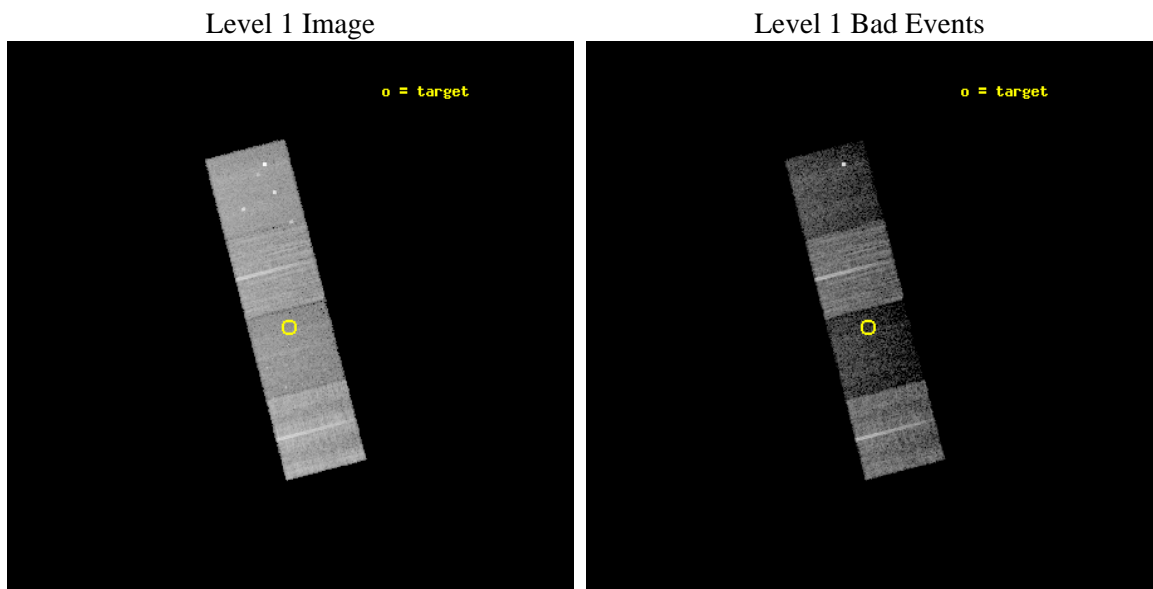 Level 1 Image
Level 1 Bad Events
o = target
o = target